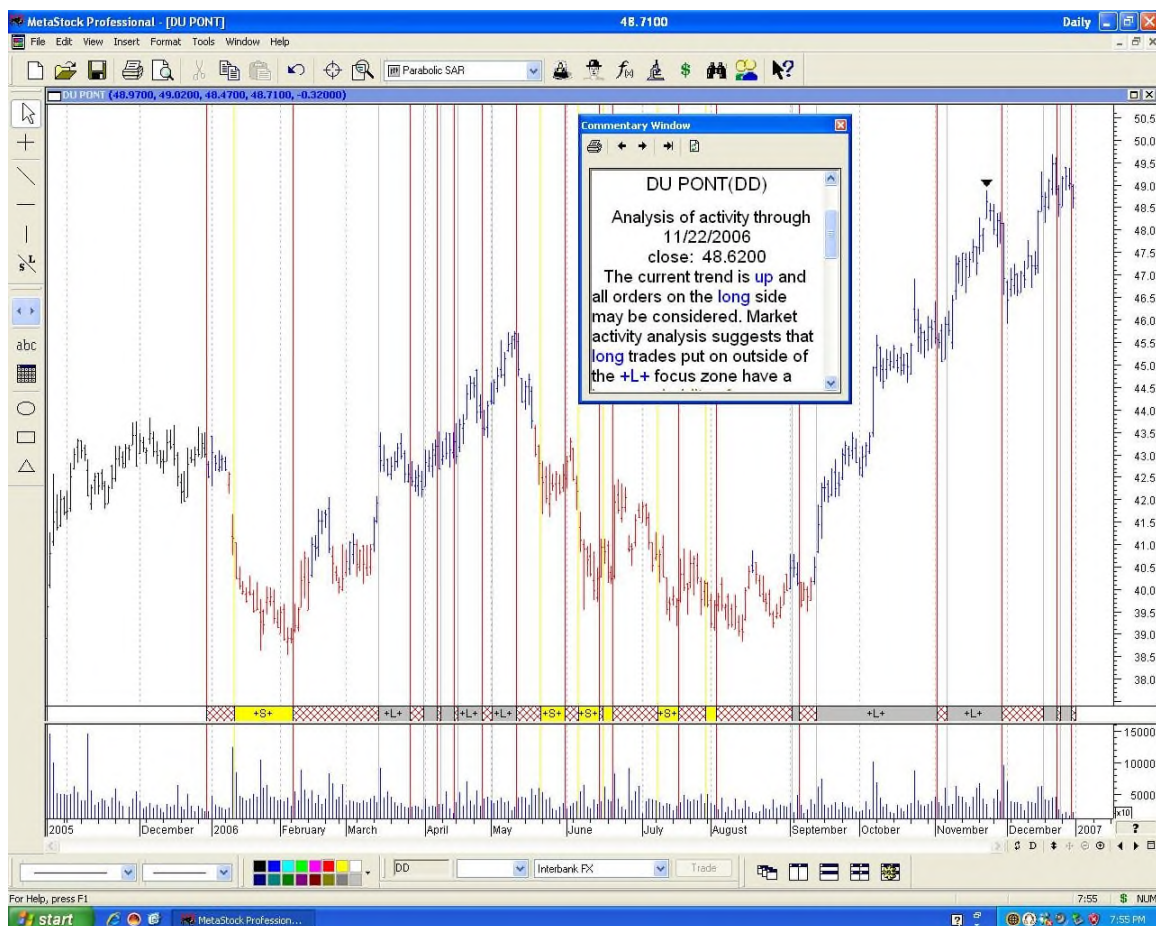 MetaStock Professional - [DU PONT] 48.7100 Daily
File Edit View Insert Format Tools Window Help
Parabolic SAR
DU PONT (48.9700, 49.0200, 48.4700, 48.7100, -0.32000)
Commentary Window
DU PONT(DD)
Analysis of activity through
11/22/2006
close: 48.6200
The current trend is up and
all orders on the long side
may be considered. Market
activity analysis suggests that
long trades put on outside of
the +L+ focus zone have a
abc
50.5
50.0
49.5
49.0
48.5
48.0
47.5
47.0
46.5
46.0
45.5
45.0
44.5
44.0
43.5
43.0
42.5
42.0
41.5
41.0
40.5
40.0
39.5
39.0
38.5
38.0
37.5
+S+ +L+ +L+ +L+ +S+ +S+ +S+ +L+ +L+
15000
10000
5000
x10
2005 December 2006 February March April May June July August September October November December 2007 ?
D
DD Interbank FX Trade
For Help, press F1 7:55 $ NUM
start MetaStock Profession... 7:55 PM